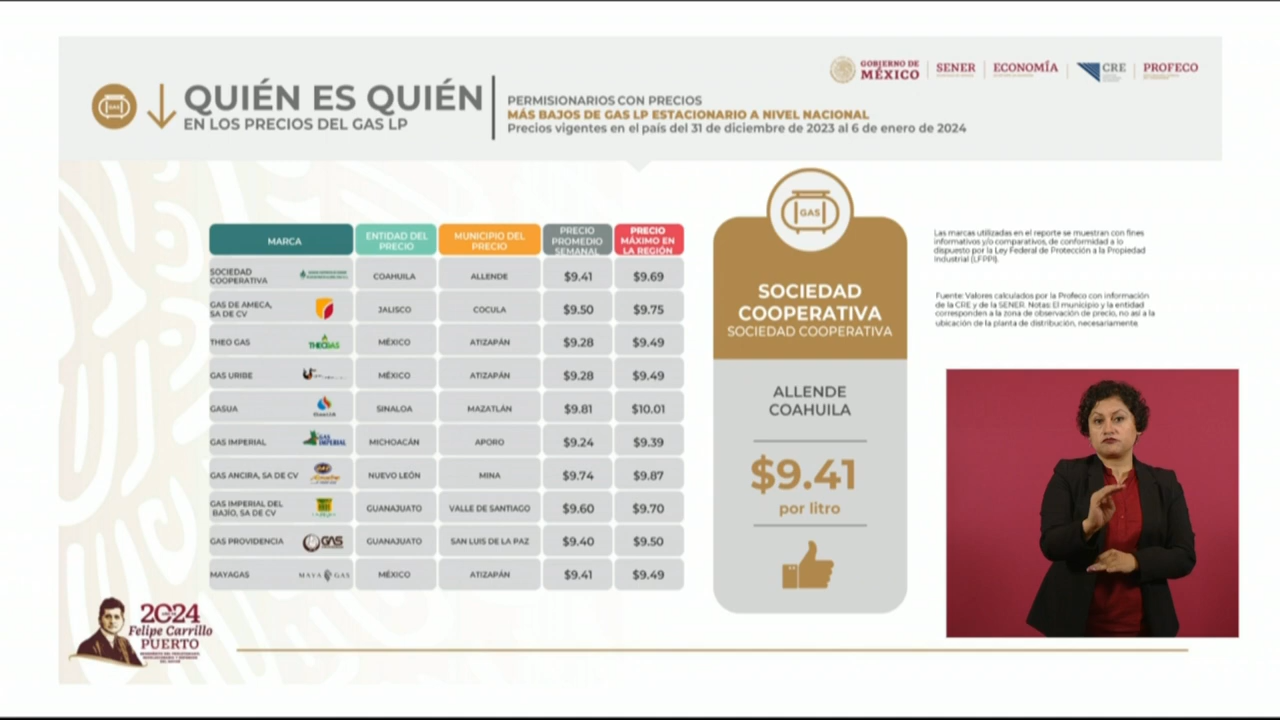 GAS
QUIÉN ES QUIÉN
EN LOS PRECIOS DEL GAS LP
PERMISIONARIOS CON PRECIOS
MÁS BAJOS DE GAS LP ESTACIONARIO A NIVEL NACIONAL
Precios vigentes en el país del 31 de diciembre de 2023 al 6 de enero de 2024
GOBIERNO DE MÉXICO SENER ECONOMÍA CRE PROFECO
MARCA ENTIDAD DEL PRECIO MUNICIPIO DEL PRECIO PRECIO PROMEDIO SEMANAL PRECIO MÁXIMO EN LA REGIÓN
SOCIEDAD COOPERATIVA COAHUILA ALLENDE $9.41 $9.69
GAS DE AMECA, SA DE CV JALISCO COCULA $9.50 $9.75
THEO GAS THEOGAS MÉXICO ATIZAPÁN $9.28 $9.49
GAS URIBE MÉXICO ATIZAPÁN $9.28 $9.49
GASUA SINALOA MAZATLÁN $9.81 $10.01
GAS IMPERIAL GAS IMPERIAL MICHOACÁN APORO $9.24 $9.39
GAS ANCIRA, SA DE CV NUEVO LEÓN MINA $9.74 $9.87
GAS IMPERIAL DEL BAJÍO, SA DE CV GUANAJUATO VALLE DE SANTIAGO $9.60 $9.70
GAS PROVIDENCIA GAS GUANAJUATO SAN LUIS DE LA PAZ $9.40 $9.50
MAYAGAS MAYA GAS MÉXICO ATIZAPÁN $9.41 $9.49
GAS
SOCIEDAD
COOPERATIVA
SOCIEDAD COOPERATIVA
ALLENDE
COAHUILA
$9.41
por litro
Las marcas utilizadas en el reporte se muestran con fines
informativos y/o comparativos, de conformidad a lo
dispuesto por la Ley Federal de Protección a la Propiedad
Industrial (LFPPI).
Fuente: Valores calculados por la Profeco con información
de la CRE y de la SENER. Notas: El municipio y la entidad
corresponden a la zona de observación de precio, no así a la
ubicación de la planta de distribución, necesariamente.
2024
Felipe Carrillo
PUERTO